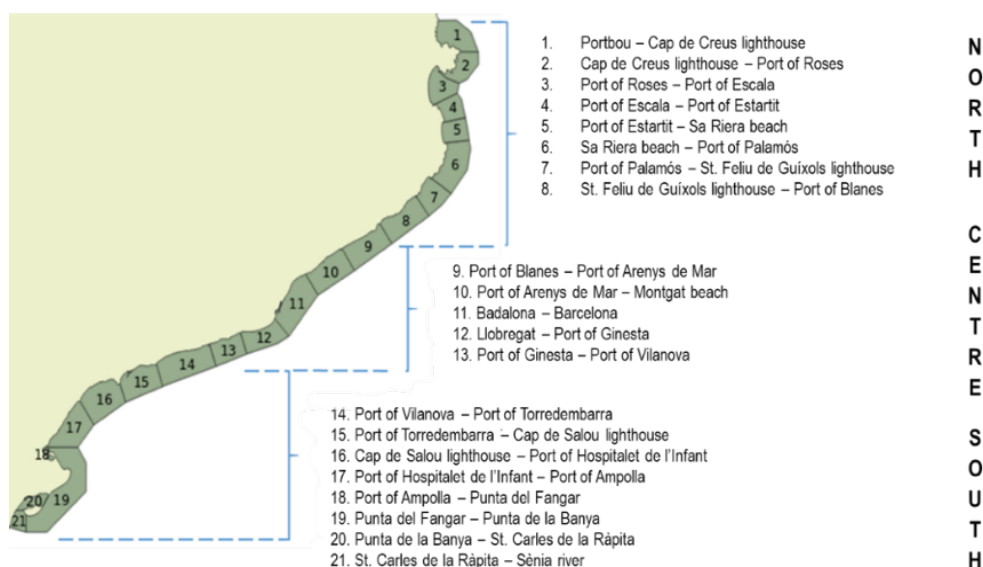 1
2
3
4
5
6
7
8
9
10
11
12
13
14
15
16
17
18
19
20
21
1. Portbou – Cap de Creus lighthouse
2. Cap de Creus lighthouse – Port of Roses
3. Port of Roses – Port of Escala
4. Port of Escala – Port of Estartit
5. Port of Estartit – Sa Riera beach
6. Sa Riera beach – Port of Palamós
7. Port of Palamós – St. Feliu de Guíxols lighthouse
8. St. Feliu de Guíxols lighthouse – Port of Blanes
NORTH
9. Port of Blanes – Port of Arenys de Mar
10. Port of Arenys de Mar – Montgat beach
11. Badalona – Barcelona
12. Llobregat – Port of Ginesta
13. Port of Ginesta – Port of Vilanova
CENTRE
14. Port of Vilanova – Port of Torredembarra
15. Port of Torredembarra – Cap de Salou lighthouse
16. Cap de Salou lighthouse – Port of Hospitalet de l'Infant
17. Port of Hospitalet de l'Infant – Port of Ampolla
18. Port of Ampolla – Punta del Fangar
19. Punta del Fangar – Punta de la Banya
20. Punta de la Banya – St. Carles de la Ràpita
21. St. Carles de la Ràpita – Sènia river
SOUTH